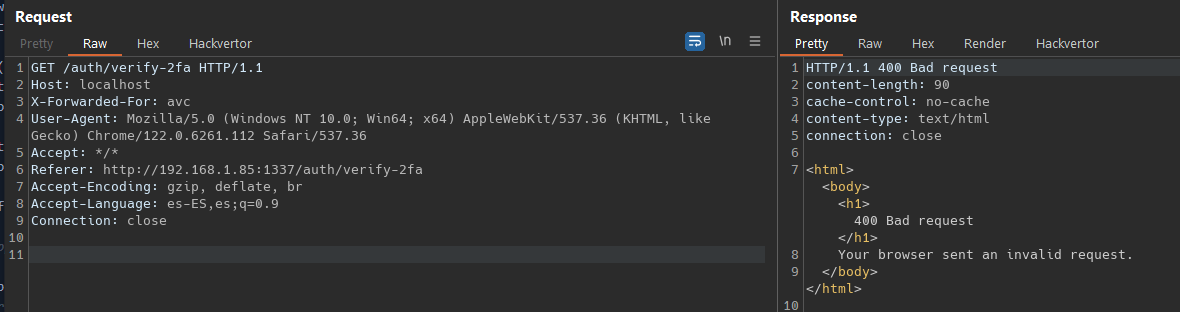 Request
Pretty Raw Hex Hackvertor
\n
1 GET /auth/verify-2fa HTTP/1.1
2 Host: localhost
3 X-Forwarded-For: avc
4 User-Agent: Mozilla/5.0 (Windows NT 10.0; Win64; x64) AppleWebKit/537.36 (KHTML, like
Gecko) Chrome/122.0.6261.112 Safari/537.36
5 Accept: */*
6 Referer: http://192.168.1.85:1337/auth/verify-2fa
7 Accept-Encoding: gzip, deflate, br
8 Accept-Language: es-ES,es;q=0.9
9 Connection: close
10
11
Response
Pretty Raw Hex Render Hackvertor
1 HTTP/1.1 400 Bad request
2 content-length: 90
3 cache-control: no-cache
4 content-type: text/html
5 connection: close
6
7 <html>
<body>
<h1>
400 Bad request
</h1>
8 Your browser sent an invalid request.
9 </body>
</html>
10